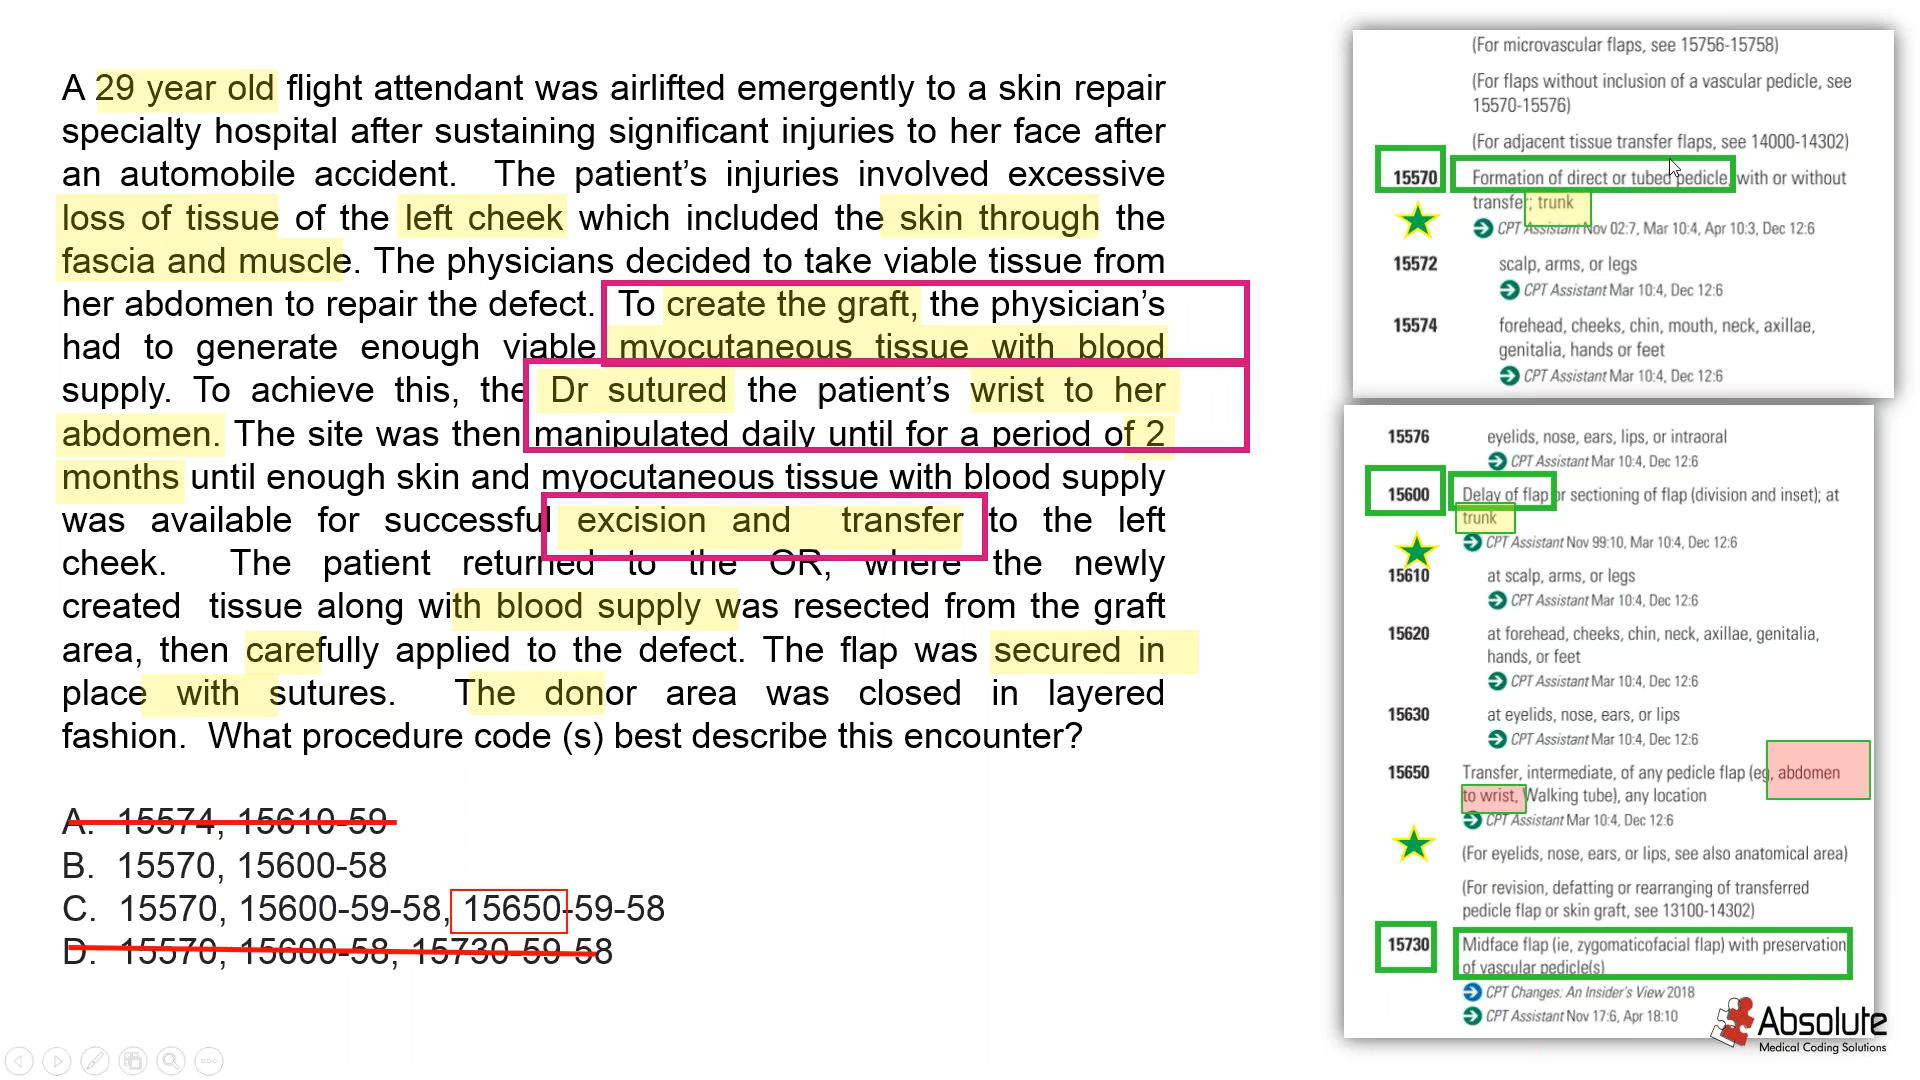 A 29 year old flight attendant was airlifted emergently to a skin repair
specialty hospital after sustaining significant injuries to her face after
an automobile accident. The patient's injuries involved excessive
loss of tissue of the left cheek which included the skin through the
fascia and muscle. The physicians decided to take viable tissue from
her abdomen to repair the defect. To create the graft, the physician's
had to generate enough viable myocutaneous tissue with blood
supply. To achieve this, the Dr sutured the patient's wrist to her
abdomen. The site was then manipulated daily until for a period of 2
months until enough skin and myocutaneous tissue with blood supply
was available for successful excision and transfer to the left
cheek. The patient returned to the OR, where the newly
created tissue along with blood supply was resected from the graft
area, then carefully applied to the defect. The flap was secured in
place with sutures. The donor area was closed in layered
fashion. What procedure code (s) best describe this encounter?
A. 15574, 15610-59
B. 15570, 15600-58
C. 15570, 15600-59-58, 15650-59-58
D. 15570, 15600-58, 15730-59-58
(For microvascular flaps, see 15756-15758)
(For flaps without inclusion of a vascular pedicle, see
15570-15576)
(For adjacent tissue transfer flaps, see 14000-14302)
15570 Formation of direct or tubed pedicle, with or without
transfer; trunk
CPT Assistant Nov 02:7, Mar 10:4, Apr 10:3, Dec 12:6
15572 scalp, arms, or legs
CPT Assistant Mar 10:4, Dec 12:6
15574 forehead, cheeks, chin, mouth, neck, axillae,
genitalia, hands or feet
CPT Assistant Mar 10:4, Dec 12:6
15576 eyelids, nose, ears, lips, or intraoral
CPT Assistant Mar 10:4, Dec 12:6
15600 Delay of flap or sectioning of flap (division and inset); at
trunk
CPT Assistant Nov 99:10, Mar 10:4, Dec 12:6
15610 at scalp, arms, or legs
CPT Assistant Mar 10:4, Dec 12:6
15620 at forehead, cheeks, chin, neck, axillae, genitalia,
hands, or feet
CPT Assistant Mar 10:4, Dec 12:6
15630 at eyelids, nose, ears, or lips
CPT Assistant Mar 10:4, Dec 12:6
15650 Transfer, intermediate, of any pedicle flap (eg, abdomen
to wrist, Walking tube), any location
CPT Assistant Mar 10:4, Dec 12:6
(For eyelids, nose, ears, or lips, see also anatomical area)
(For revision, defatting or rearranging of transferred
pedicle flap or skin graft, see 13100-14302)
15730 Midface flap (ie, zygomaticofacial flap) with preservation
of vascular pedicle(s)
CPT Changes: An Insider's View 2018
CPT Assistant Nov 17:6, Apr 18:10
Absolute
Medical Coding Solutions